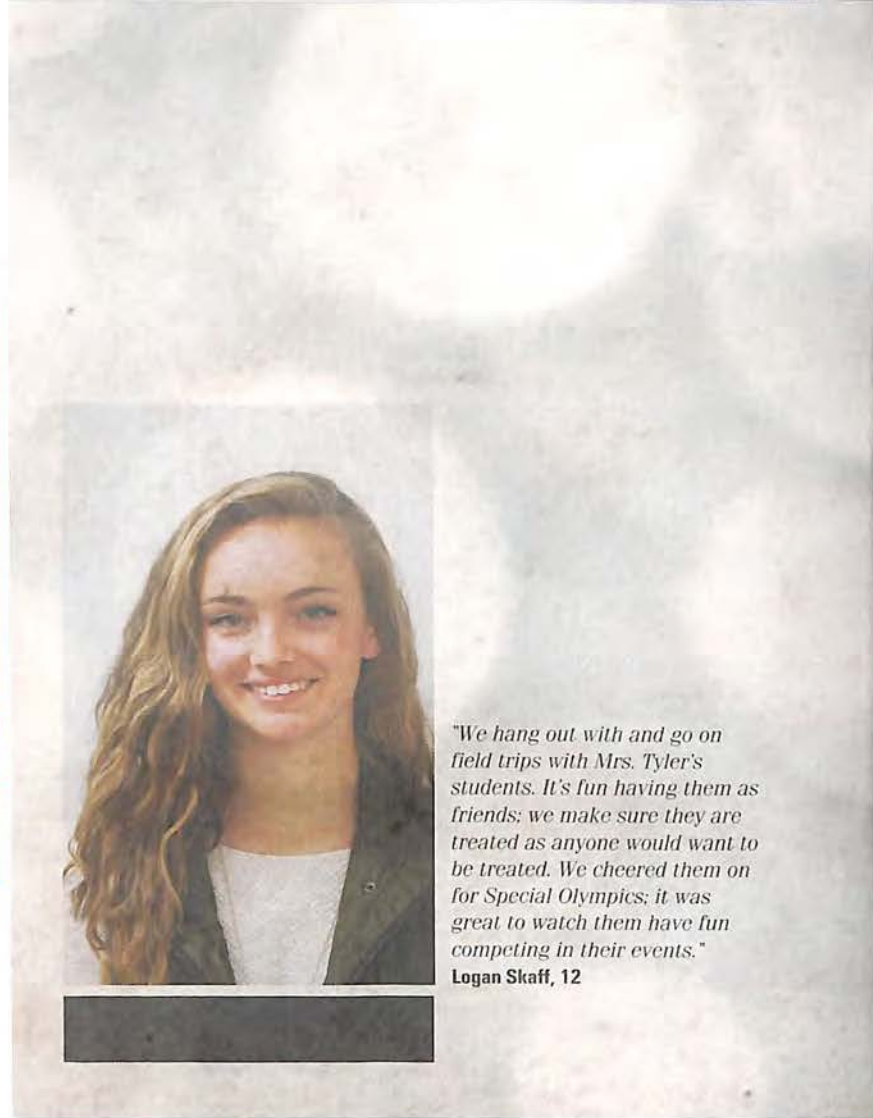 "We hang out with and go on
field trips with Mrs. Tyler's
students. It's fun having them as
friends; we make sure they are
treated as anyone would want to
be treated. We cheered them on
for Special Olympics; it was
great to watch them have fun
competing in their events."
Logan Skaff, 12